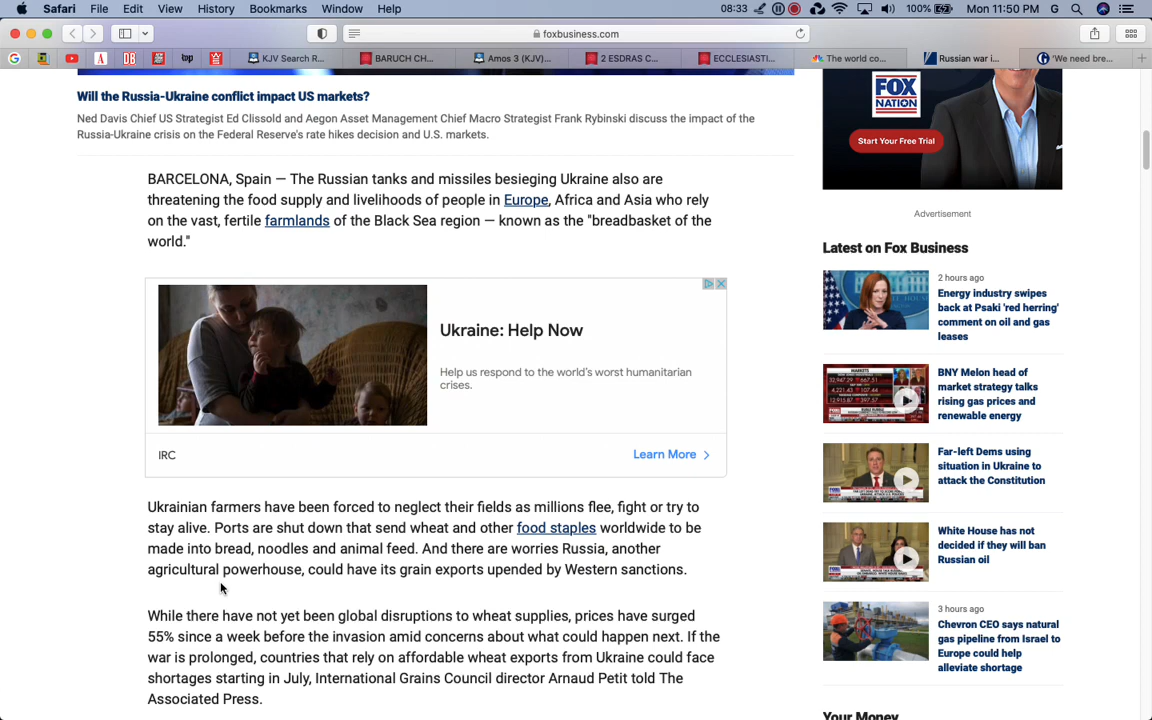 Safari File Edit View History Bookmarks Window Help
08:33 100% Mon 11:50 PM G
foxbusiness.com
top KJV Search R... BARUCH CH... Amos 3 (KJV)... 2 ESDRAS C... ECCLESIASTI... The world co... Russian war i... 'We need bre...
Will the Russia-Ukraine conflict impact US markets?
Ned Davis Chief US Strategist Ed Clissold and Aegon Asset Management Chief Macro Strategist Frank Rybinski discuss the impact of the
Russia-Ukraine crisis on the Federal Reserve's rate hikes decision and U.S. markets.
BARCELONA, Spain — The Russian tanks and missiles besieging Ukraine also are
threatening the food supply and livelihoods of people in Europe, Africa and Asia who rely
on the vast, fertile farmlands of the Black Sea region — known as the "breadbasket of the
world."
Ukraine: Help Now
Help us respond to the world's worst humanitarian
crises.
IRC
Learn More
Ukrainian farmers have been forced to neglect their fields as millions flee, fight or try to
stay alive. Ports are shut down that send wheat and other food staples worldwide to be
made into bread, noodles and animal feed. And there are worries Russia, another
agricultural powerhouse, could have its grain exports upended by Western sanctions.
While there have not yet been global disruptions to wheat supplies, prices have surged
55% since a week before the invasion amid concerns about what could happen next. If the
war is prolonged, countries that rely on affordable wheat exports from Ukraine could face
shortages starting in July, International Grains Council director Arnaud Petit told The
Associated Press.
FOX
NATION
Start Your Free Trial
Advertisement
Latest on Fox Business
2 hours ago
Energy industry swipes
back at Psaki 'red herring'
comment on oil and gas
leases
BNY Melon head of
market strategy talks
rising gas prices and
renewable energy
Far-left Dems using
situation in Ukraine to
attack the Constitution
White House has not
decided if they will ban
Russian oil
3 hours ago
Chevron CEO says natural
gas pipeline from Israel to
Europe could help
alleviate shortage
Your Money